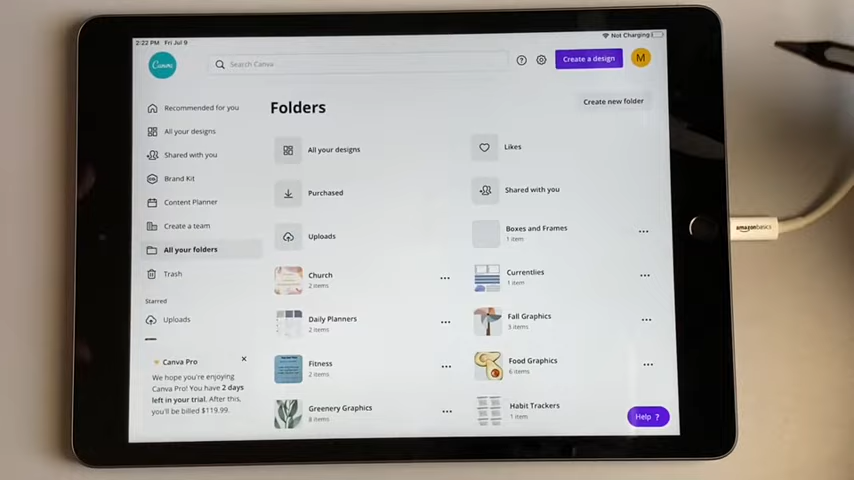 2:22 PM Fri Jul 9
Not Charging
Canva
Search Canva
Create a design
M
Recommended for you
All your designs
Shared with you
Brand Kit
Content Planner
Create a team
All your folders
Trash
Starred
Uploads
Canva Pro
We hope you're enjoying
Canva Pro! You have 2 days
left in your trial. After this,
you'll be billed $119.99.
Folders
Create new folder
All your designs
Likes
Purchased
Shared with you
Uploads
Boxes and Frames
1 item
Church
2 items
Currentlies
1 item
Daily Planners
2 items
Fall Graphics
3 items
Fitness
2 items
Food Graphics
6 items
Greenery Graphics
8 items
Habit Trackers
1 item
Help ?
amazonbasics